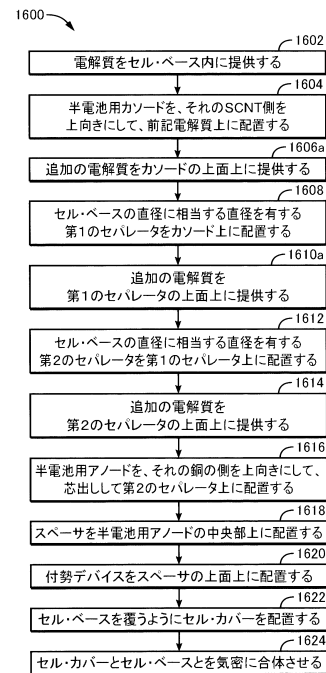 1600
1602
電解質をセル・ベース内に提供する
1604
半電池用カソードを、それのSCNT側を
上向きにして、前記電解質上に配置する
1606a
追加の電解質をカソードの上面上に提供する
1608
セル・ベースの直径に相当する直径を有する
第1のセパレータをカソード上に配置する
1610a
追加の電解質を
第1のセパレータの上面上に提供する
1612
セル・ベースの直径に相当する直径を有する
第2のセパレータを第1のセパレータ上に配置する
1614
追加の電解質を
第2のセパレータの上面上に提供する
1616
半電池用アノードを、それの銅の側を上向きにして、
芯出しして第2のセパレータ上に配置する
1618
スペーサを半電池用アノードの中央部上に配置する
1620
付勢デバイスをスペーサの上面上に配置する
1622
セル・ベースを覆うようにセル・カバーを配置する
1624
セル・カバーとセル・ベースとを気密に合体させる